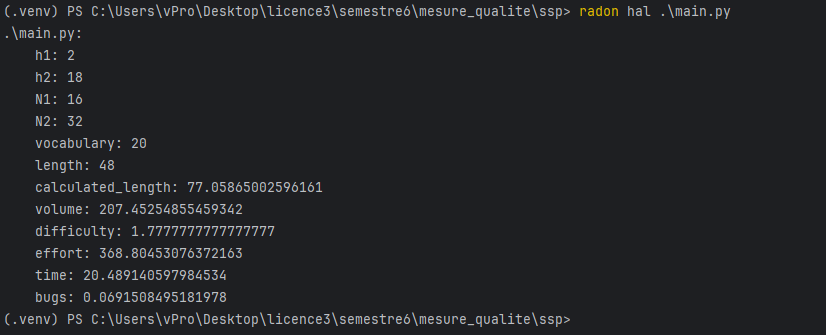 (.venv) PS C:\Users\vPro\Desktop\licence3\semestre6\mesure_qualite\ssp> radon hal .\main.py
.\main.py:
    h1: 2
    h2: 18
    N1: 16
    N2: 32
    vocabulary: 20
    length: 48
    calculated_length: 77.05865002596161
    volume: 207.45254855459342
    difficulty: 1.7777777777777777
    effort: 368.80453076372163
    time: 20.489140597984534
    bugs: 0.0691508495181978
(.venv) PS C:\Users\vPro\Desktop\licence3\semestre6\mesure_qualite\ssp>